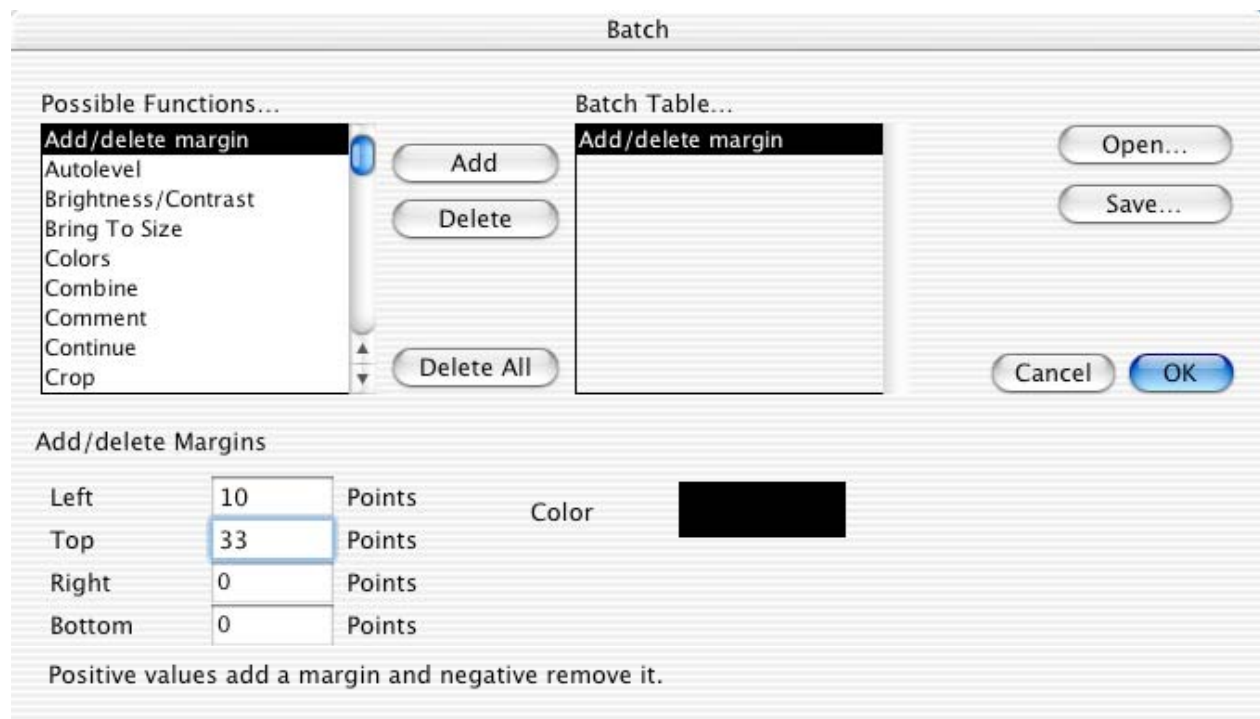 Batch
Possible Functions...
Add/delete margin
Autolevel
Brightness/Contrast
Bring To Size
Colors
Combine
Comment
Continue
Crop
Add
Delete
Delete All
Batch Table...
Add/delete margin
Open...
Save...
Cancel
OK
Add/delete Margins
Left 10 Points
Top 33 Points
Right 0 Points
Bottom 0 Points
Color
Positive values add a margin and negative remove it.